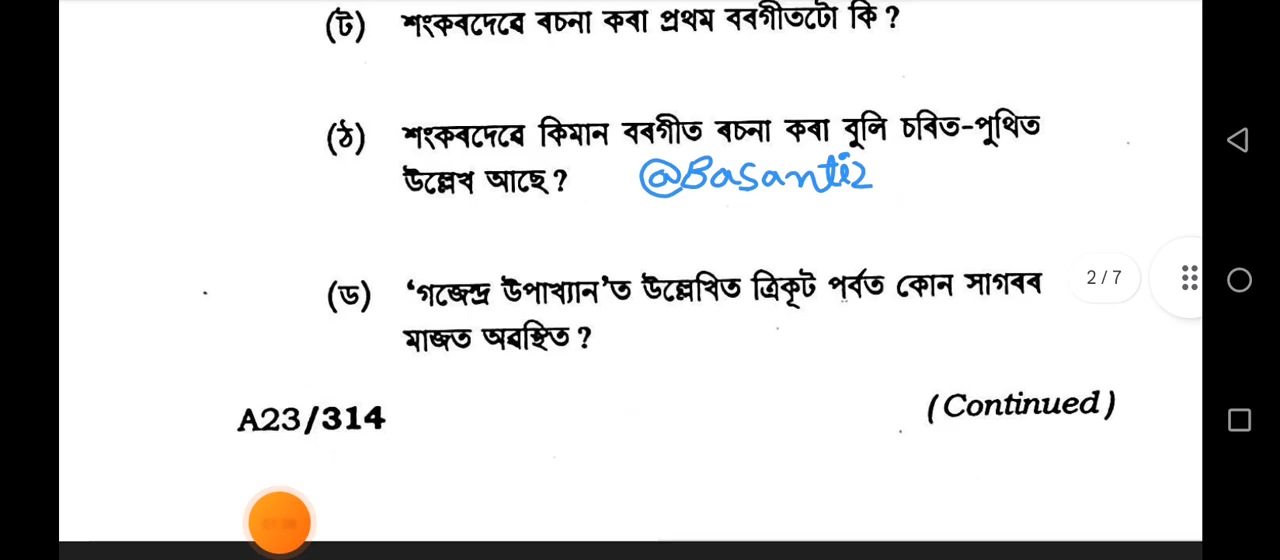 (ট) শংকৰদেৱে ৰচনা কৰা প্ৰথম বৰগীতটো কি ?
(ঠ) শংকৰদেৱে কিমান বৰগীত ৰচনা কৰা বুলি চৰিত-পুথিত
উল্লেখ আছে ? @Basanti2
(ড) ‘গজেন্দ্ৰ উপাখ্যান’ত উল্লেখিত ত্ৰিকূট পৰ্বত কোন সাগৰৰ
2 / 7
মাজত অৱস্থিত ?
A23/314 (Continued)